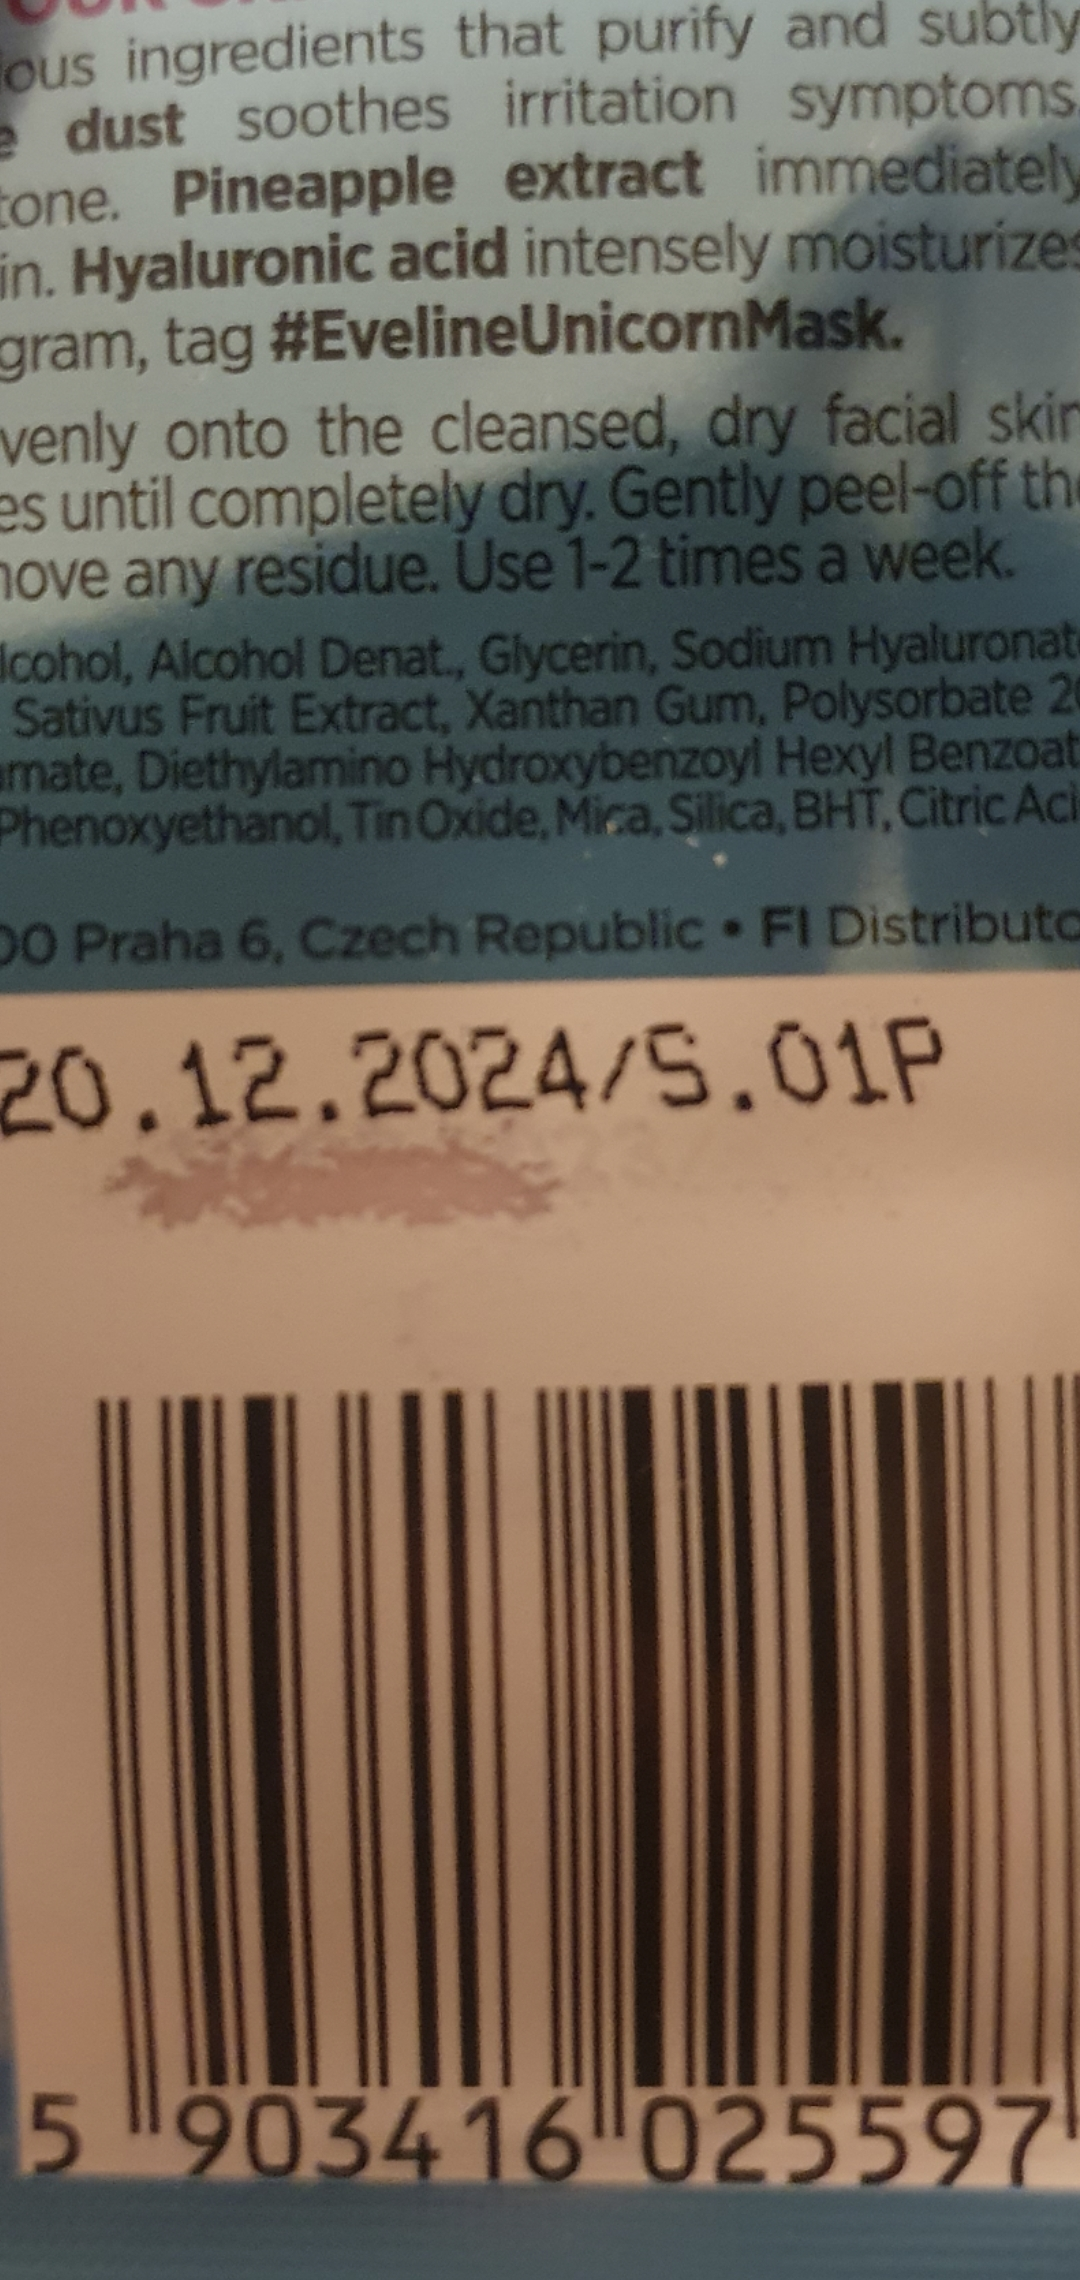 ious ingredients that purify and subtly
e dust soothes irritation symptoms.
tone. Pineapple extract immediately
in. Hyaluronic acid intensely moisturizes
gram, tag #EvelineUnicornMask.
venly onto the cleansed, dry facial skin
es until completely dry. Gently peel-off the
nove any residue. Use 1-2 times a week.
lcohol, Alcohol Denat., Glycerin, Sodium Hyaluronat
Sativus Fruit Extract, Xanthan Gum, Polysorbate 20
mate, Diethylamino Hydroxybenzoyl Hexyl Benzoat
Phenoxyethanol, Tin Oxide, Mica, Silica, BHT, Citric Aci
00 Praha 6, Czech Republic • FI Distributo
20.12.2024/S.01P
5 903416 025597